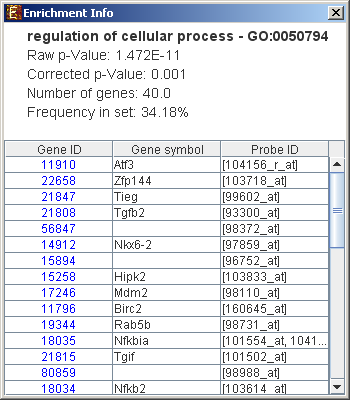 Enrichment Info
regulation of cellular process - GO:0050794
Raw p-Value: 1.472E-11
Corrected p-Value: 0.001
Number of genes: 40.0
Frequency in set: 34.18%
Gene ID Gene symbol Probe ID
11910 Atf3 [104156_r_at]
22658 Zfp144 [103718_at]
21847 Tieg [99602_at]
21808 Tgfb2 [93300_at]
56847 [98372_at]
14912 Nkx6-2 [97859_at]
15894 [96752_at]
15258 Hipk2 [103833_at]
17246 Mdm2 [98110_at]
11796 Birc2 [160645_at]
19344 Rab5b [98731_at]
18035 Nfkbia [101554_at, 1041...
21815 Tgif [101502_at]
80859 [98988_at]
18034 Nfkb2 [103614_at]